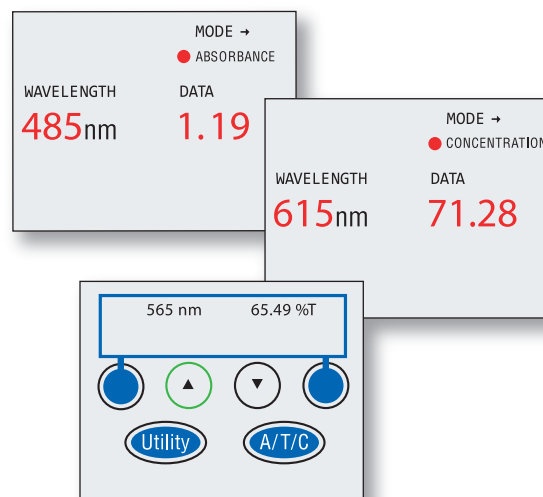 MODE →
ABSORBANCE
WAVELENGTH DATA
485nm 1.19
MODE →
CONCENTRATION
WAVELENGTH DATA
615nm 71.28
565 nm 65.49 %T
▲ ▼
Utility A/T/C